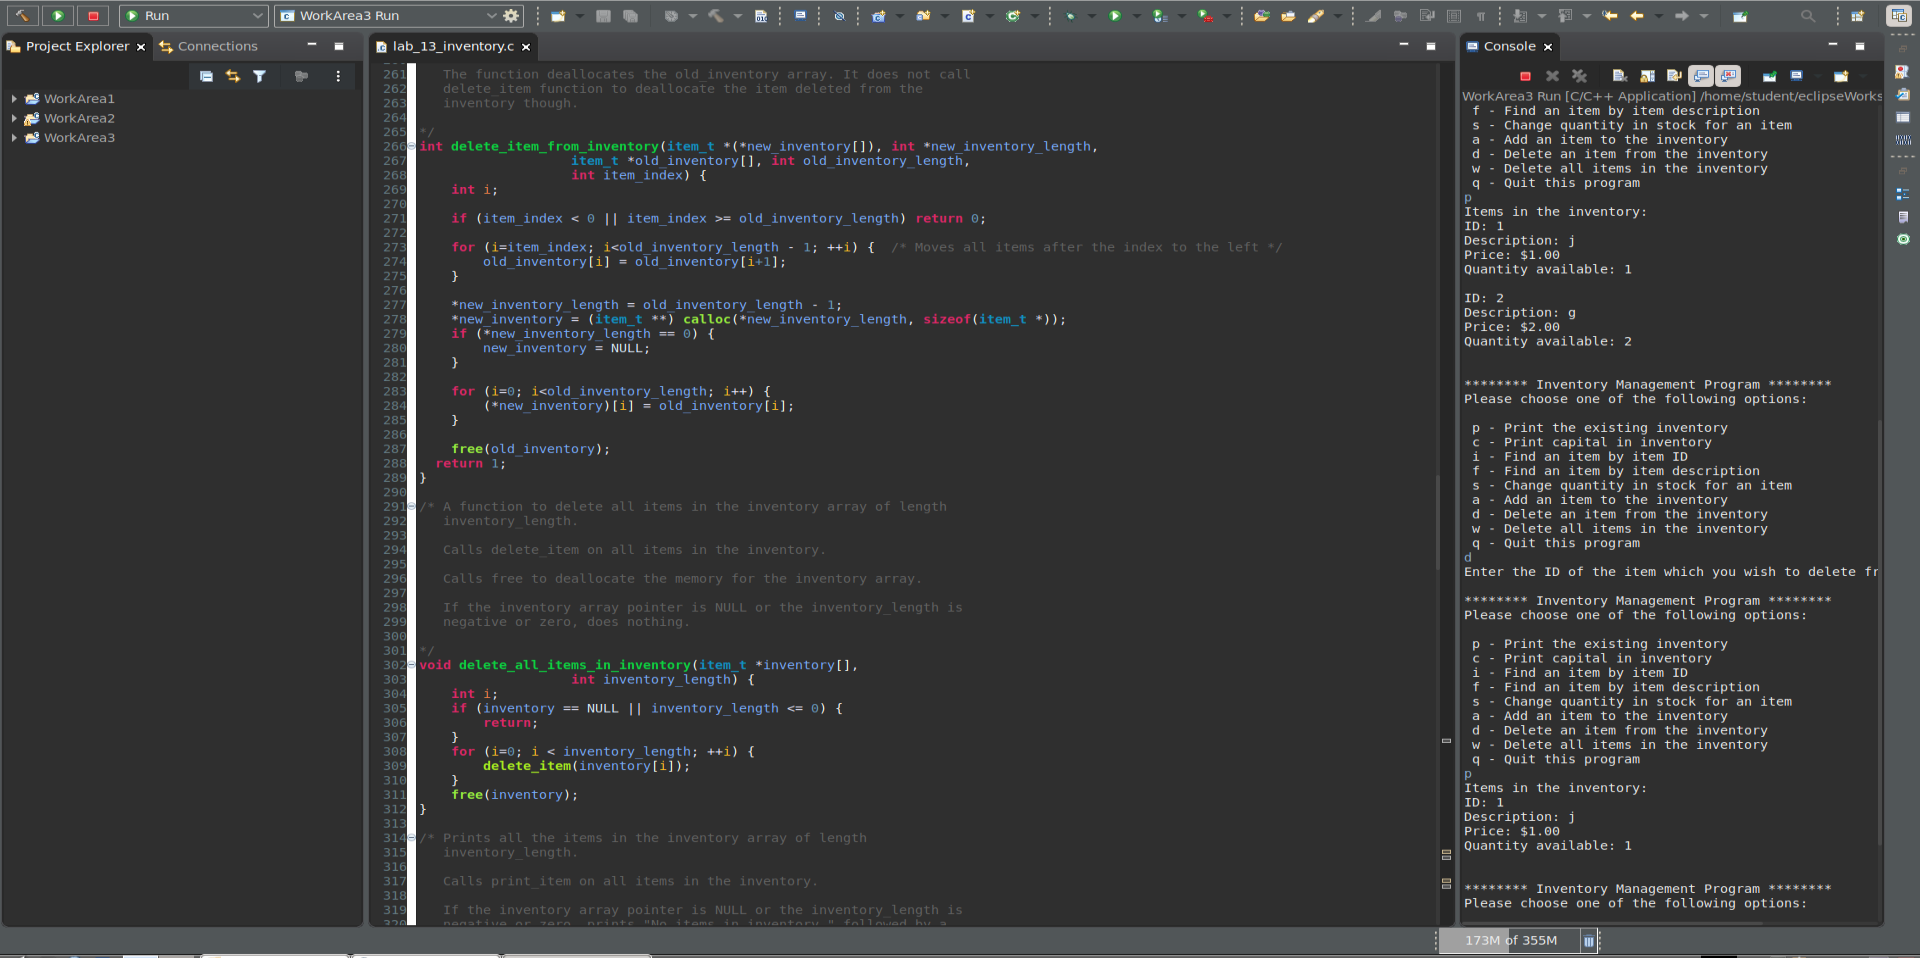 Run
WorkArea3 Run
Project Explorer
Connections
WorkArea1
WorkArea2
WorkArea3
lab_13_inventory.c
261 The function deallocates the old_inventory array. It does not call
262 delete_item function to deallocate the item deleted from the
263 inventory though.
264
265 */
266 int delete_item_from_inventory(item_t *(*new_inventory[]), int *new_inventory_length,
267 item_t *old_inventory[], int old_inventory_length,
268 int item_index) {
269 int i;
270
271 if (item_index < 0 || item_index >= old_inventory_length) return 0;
272
273 for (i=item_index; i<old_inventory_length - 1; ++i) { /* Moves all items after the index to the left */
274 old_inventory[i] = old_inventory[i+1];
275 }
276
277 *new_inventory_length = old_inventory_length - 1;
278 *new_inventory = (item_t **) calloc(*new_inventory_length, sizeof(item_t *));
279 if (*new_inventory_length == 0) {
280 new_inventory = NULL;
281 }
282
283 for (i=0; i<old_inventory_length; i++) {
284 (*new_inventory)[i] = old_inventory[i];
285 }
286
287 free(old_inventory);
288 return 1;
289 }
290
291 /* A function to delete all items in the inventory array of length
292 inventory_length.
293
294 Calls delete_item on all items in the inventory.
295
296 Calls free to deallocate the memory for the inventory array.
297
298 If the inventory array pointer is NULL or the inventory_length is
299 negative or zero, does nothing.
300
301 */
302 void delete_all_items_in_inventory(item_t *inventory[],
303 int inventory_length) {
304 int i;
305 if (inventory == NULL || inventory_length <= 0) {
306 return;
307 }
308 for (i=0; i < inventory_length; ++i) {
309 delete_item(inventory[i]);
310 }
311 free(inventory);
312 }
313
314 /* Prints all the items in the inventory array of length
315 inventory_length.
316
317 Calls print_item on all items in the inventory.
318
319 If the inventory array pointer is NULL or the inventory_length is
320 negative or zero, prints "No items in inventory." followed by a
Console
WorkArea3 Run [C/C++ Application] /home/student/eclipseWorks
f - Find an item by item description
s - Change quantity in stock for an item
a - Add an item to the inventory
d - Delete an item from the inventory
w - Delete all items in the inventory
q - Quit this program
p
Items in the inventory:
ID: 1
Description: j
Price: $1.00
Quantity available: 1
ID: 2
Description: g
Price: $2.00
Quantity available: 2
******** Inventory Management Program ********
Please choose one of the following options:
p - Print the existing inventory
c - Print capital in inventory
i - Find an item by item ID
f - Find an item by item description
s - Change quantity in stock for an item
a - Add an item to the inventory
d - Delete an item from the inventory
w - Delete all items in the inventory
q - Quit this program
d
Enter the ID of the item which you wish to delete fr
******** Inventory Management Program ********
Please choose one of the following options:
p - Print the existing inventory
c - Print capital in inventory
i - Find an item by item ID
f - Find an item by item description
s - Change quantity in stock for an item
a - Add an item to the inventory
d - Delete an item from the inventory
w - Delete all items in the inventory
q - Quit this program
p
Items in the inventory:
ID: 1
Description: j
Price: $1.00
Quantity available: 1
******** Inventory Management Program ********
Please choose one of the following options:
173M of 355M